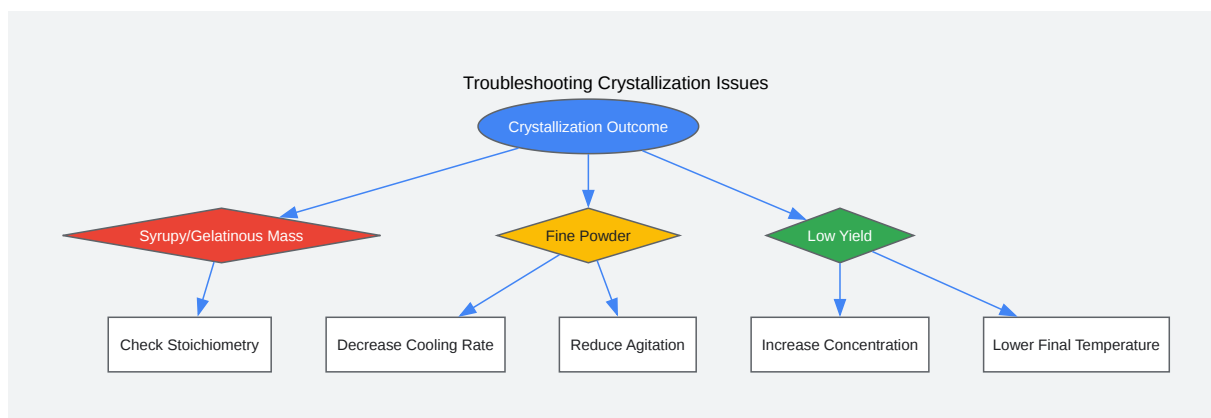 Troubleshooting Crystallization Issues
Crystallization Outcome
Syrupy/Gelatinous Mass
Fine Powder
Low Yield
Check Stoichiometry
Decrease Cooling Rate
Reduce Agitation
Increase Concentration
Lower Final Temperature